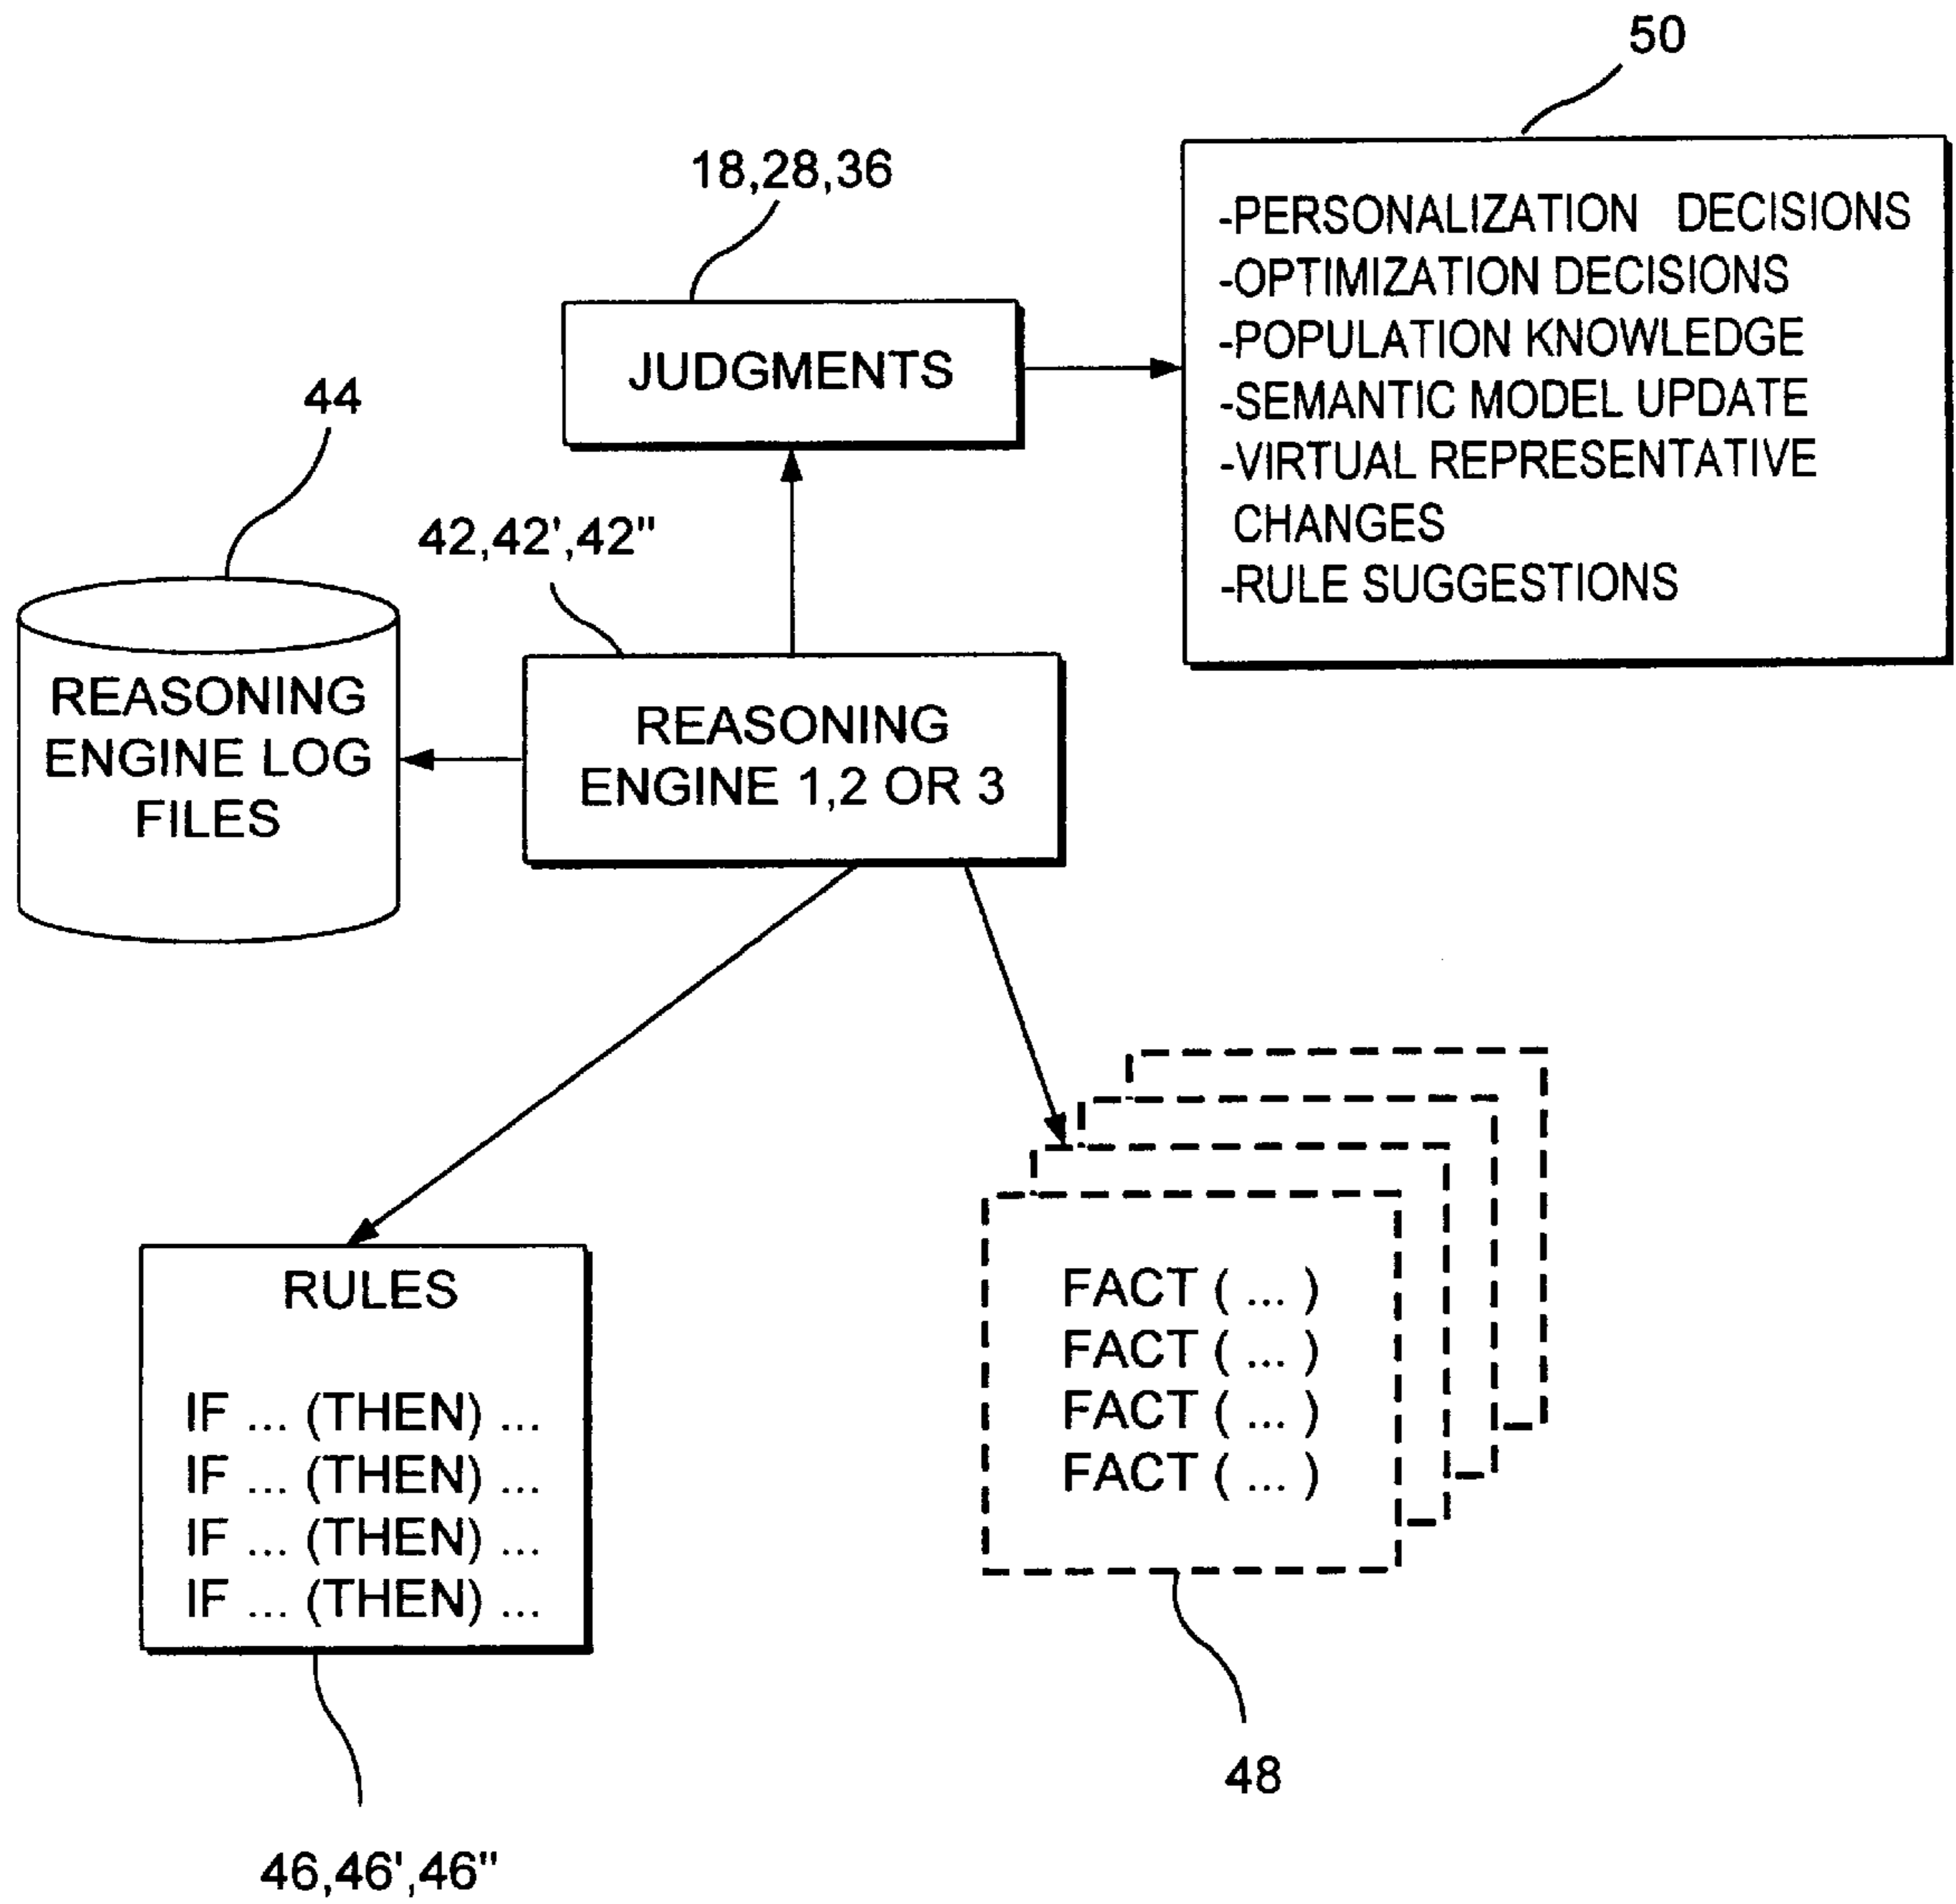 50
18,28,36
-PERSONALIZATION DECISIONS
-OPTIMIZATION DECISIONS
-POPULATION KNOWLEDGE
-SEMANTIC MODEL UPDATE
-VIRTUAL REPRESENTATIVE
CHANGES
-RULE SUGGESTIONS
JUDGMENTS
44
42,42',42"
REASONING
ENGINE LOG
FILES
REASONING
ENGINE 1,2 OR 3
RULES
IF ... (THEN) ...
IF ... (THEN) ...
IF ... (THEN) ...
IF ... (THEN) ...
FACT ( ... )
FACT ( ... )
FACT ( ... )
FACT ( ... )
48
46,46',46"